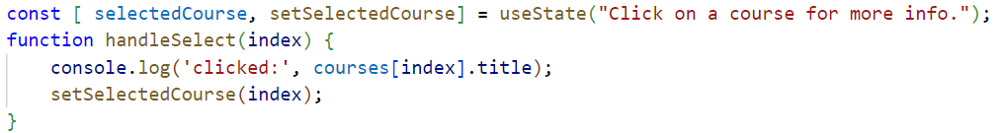 const [ selectedCourse, setSelectedCourse] = useState("Click on a course for more info.");
function handleSelect(index) {
    console.log('clicked:', courses[index].title);
    setSelectedCourse(index);
}